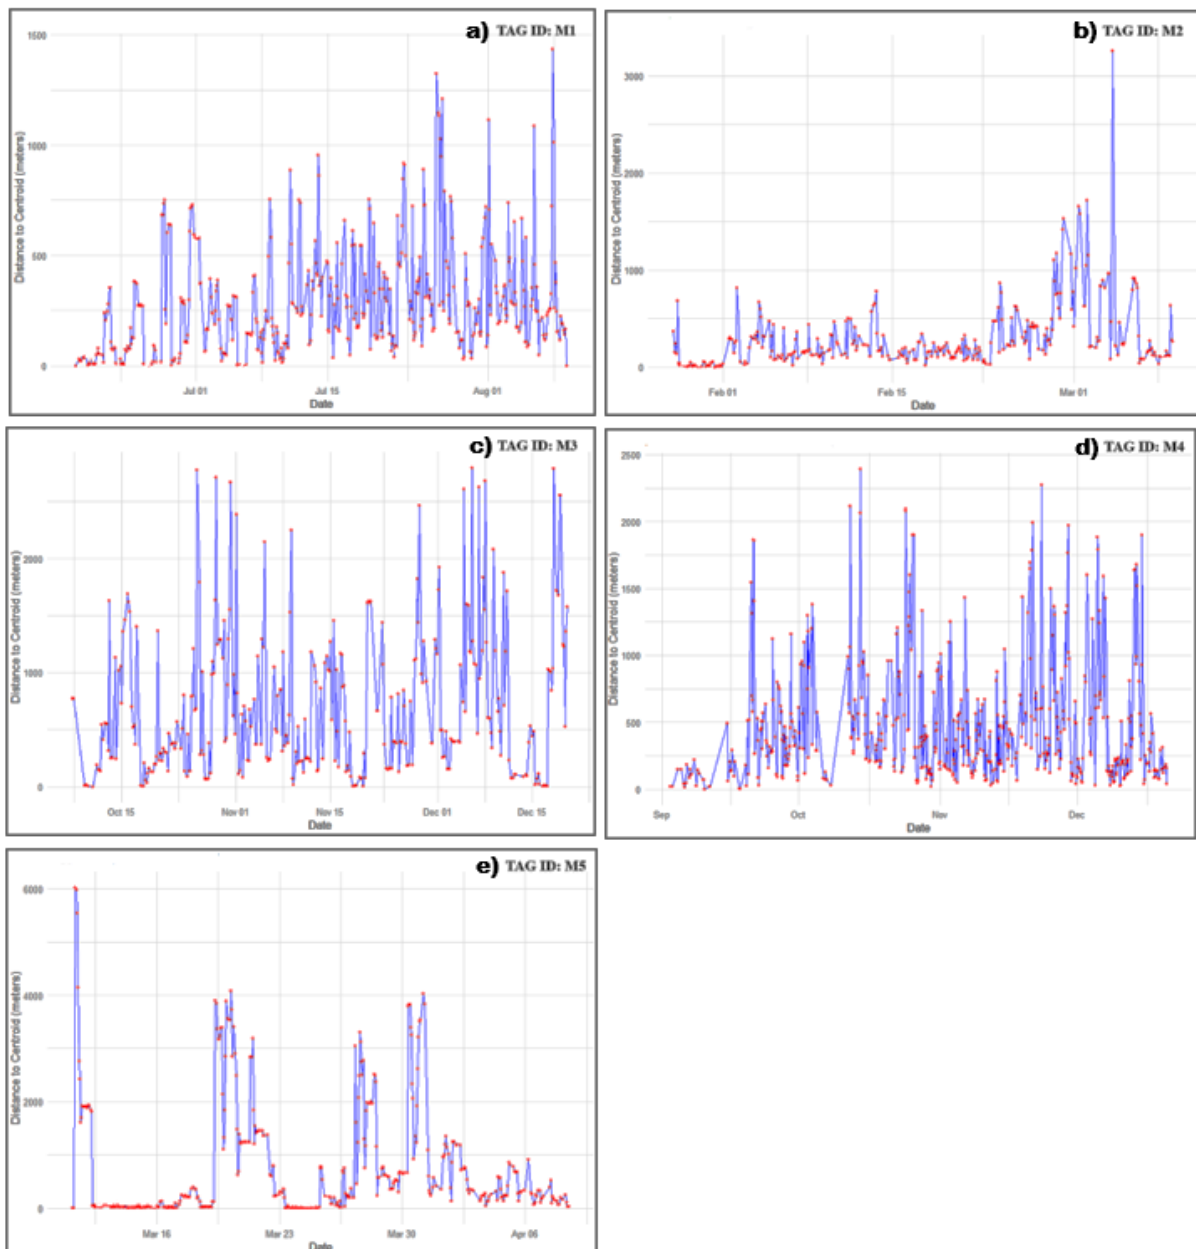 a) TAG ID: M1
1500
1000
500
0
Distance to Centroid (meters)
Jul 01 Jul 15 Aug 01
Date
b) TAG ID: M2
3000
2000
1000
0
Distance to Centroid (meters)
Feb 01 Feb 15 Mar 01
Date
c) TAG ID: M3
2000
1000
0
Distance to Centroid (meters)
Oct 15 Nov 01 Nov 15 Dec 01 Dec 15
Date
d) TAG ID: M4
2500
2000
1500
1000
500
0
Distance to Centroid (meters)
Sep Oct Nov Dec
Date
e) TAG ID: M5
6000
4000
2000
0
Distance to Centroid (meters)
Mar 16 Mar 23 Mar 30 Apr 06
Date